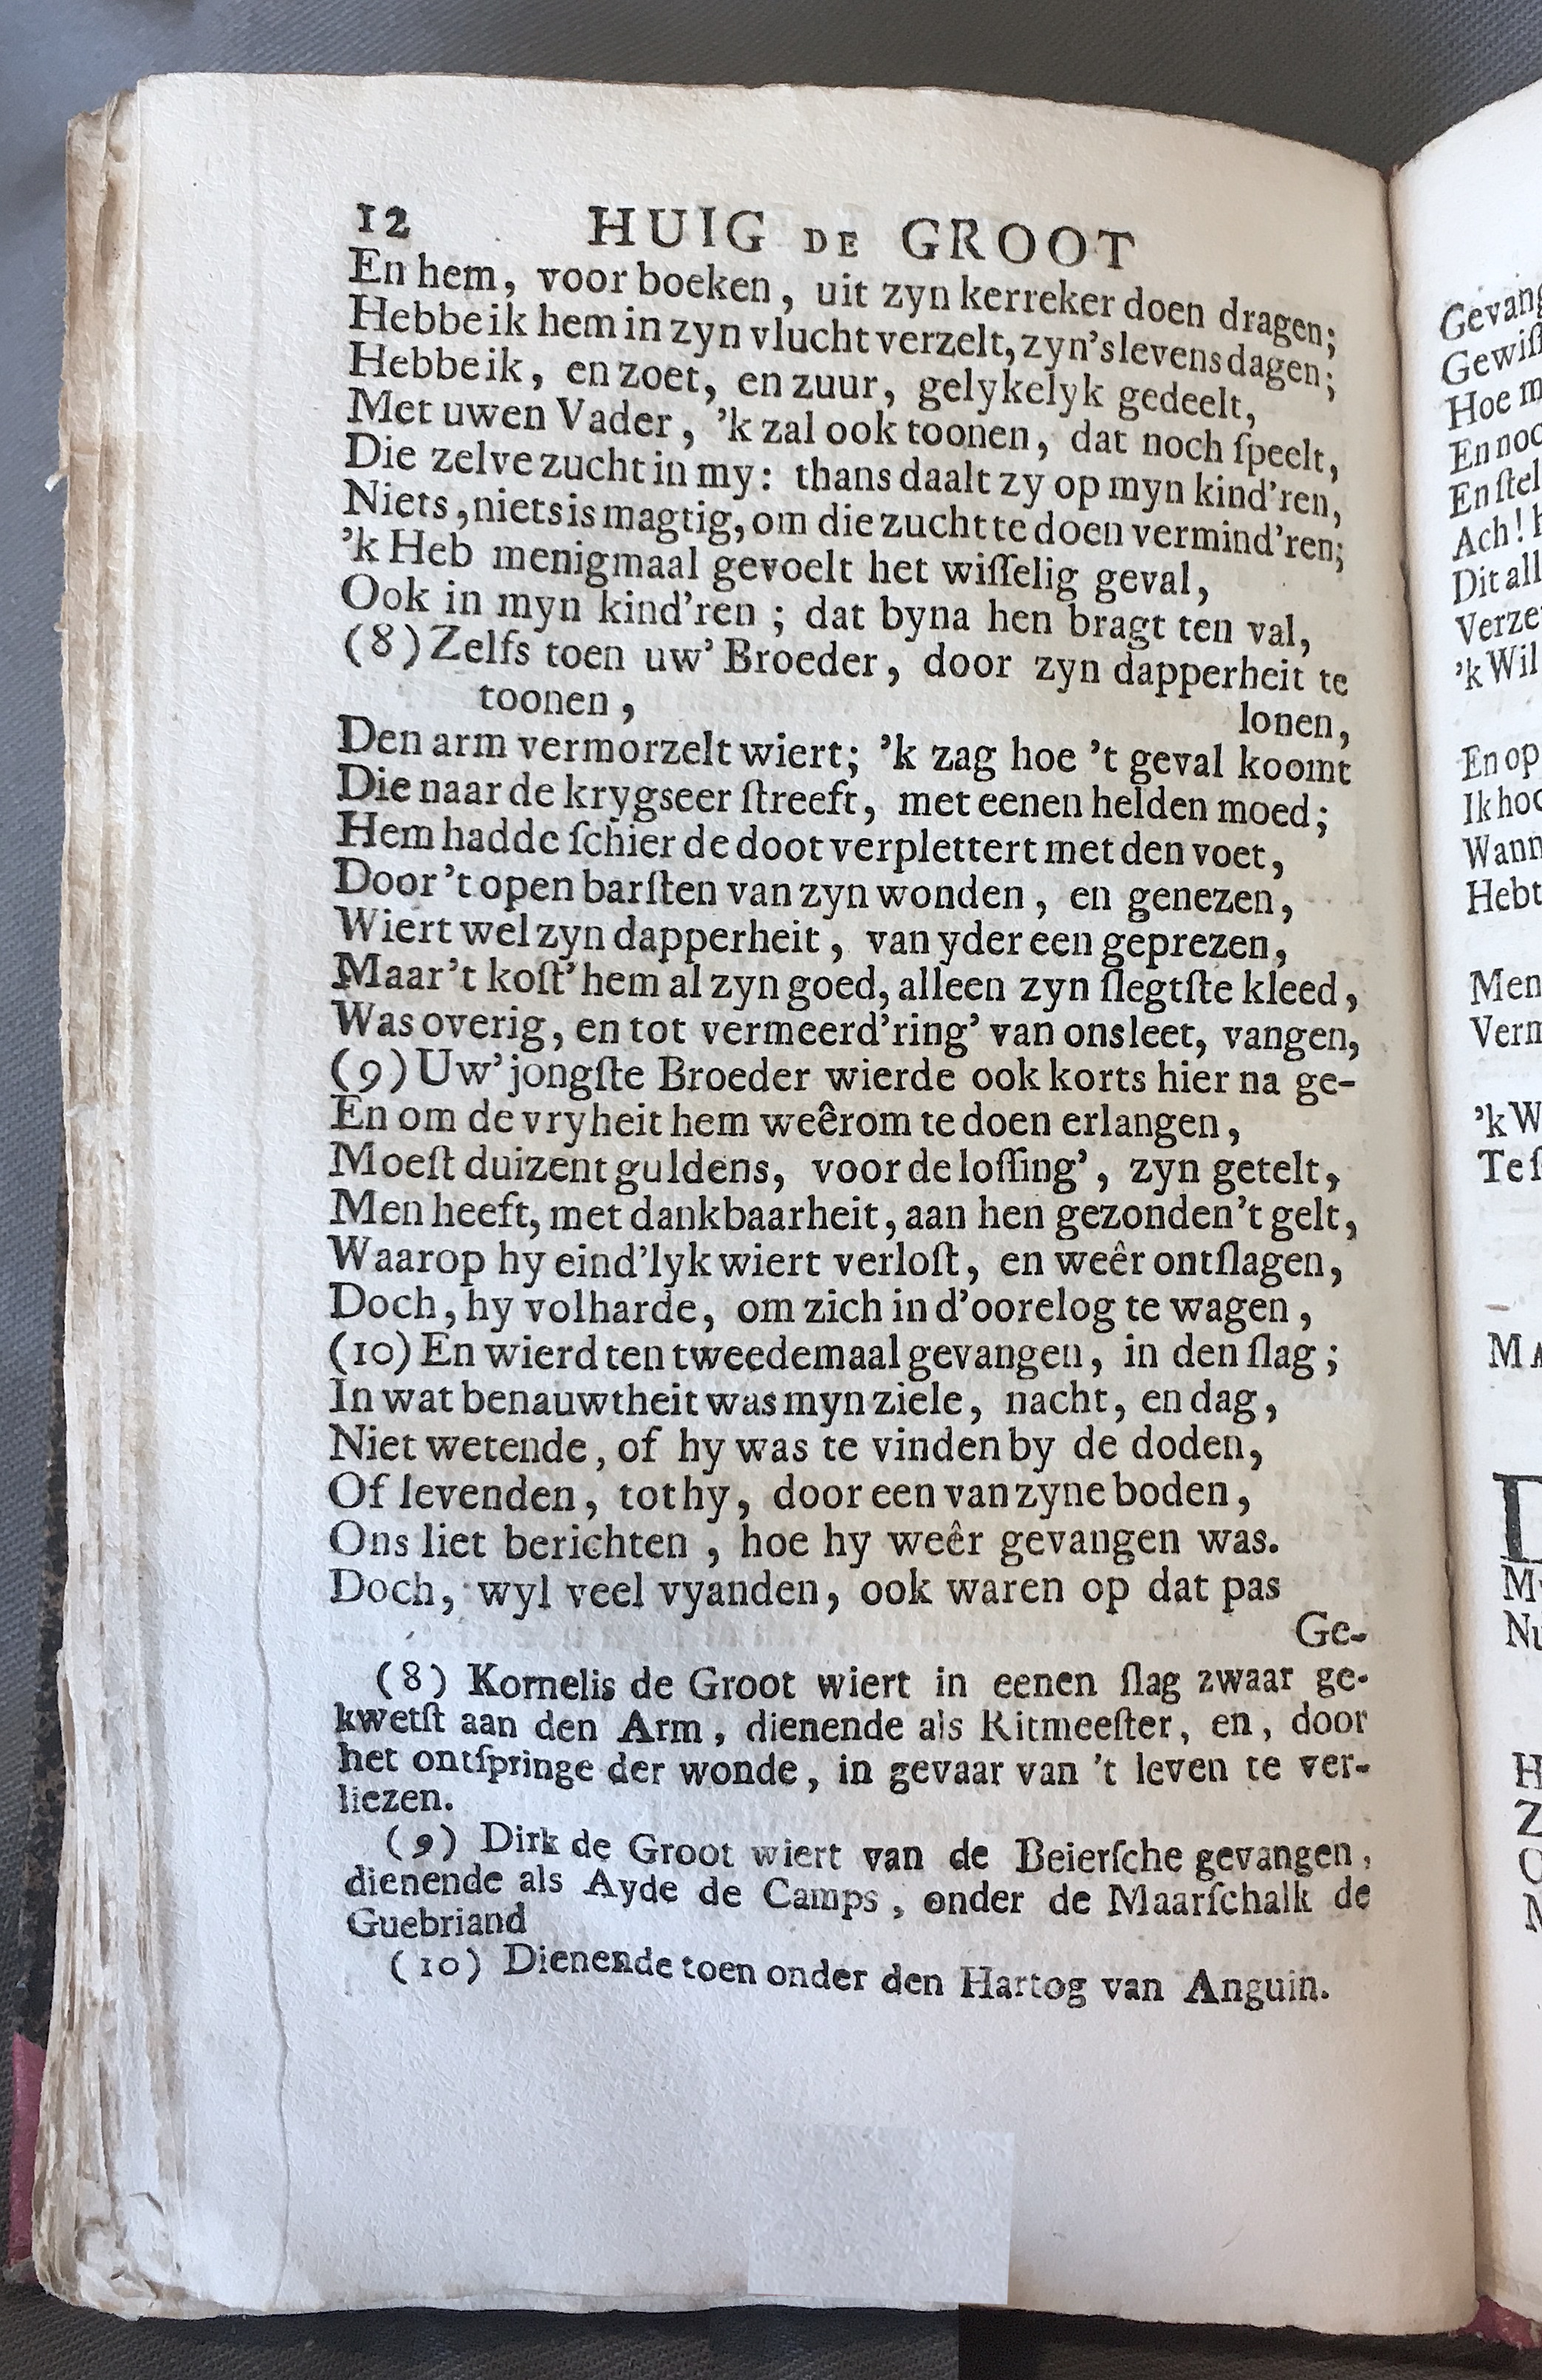 12 HUIG DE GROOT
En hem, voor boeken, uit zyn kerreker doen dragen;
Hebbe ik hem in zyn vlucht verzelt, zyn's levens dagen;
Hebbe ik, en zoet, en zuur, gelykelyk gedeelt,
Met uwen Vader, 'k zal ook toonen, dat noch ſpeelt,
Die zelve zucht in my: thans daalt zy op myn kind'ren,
Niets, niets is magtig, om die zucht te doen vermind'ren;
'k Heb menigmaal gevoelt het wiſſelig geval,
Ook in myn kind'ren; dat byna hen bragt ten val,
(8) Zelfs toen uw' Broeder, door zyn dapperheit te
toonen, lonen,
Den arm vermorzelt wiert; 'k zag hoe 't geval koomt
Die naar de krygseer ſtreeft, met eenen helden moed;
Hem hadde ſchier de doot verplettert met den voet,
Door 't open barſten van zyn wonden, en genezen,
Wiert wel zyn dapperheit, van yder een geprezen,
Maar 't koſt' hem al zyn goed, alleen zyn ſlegtſte kleed,
Was overig, en tot vermeerd'ring' van ons leet, vangen,
(9) Uw' jongſte Broeder wierde ook korts hier na ge-
En om de vryheit hem weêrom te doen erlangen,
Moeſt duizent guldens, voor de loſſing', zyn getelt,
Men heeft, met dankbaarheit, aan hen gezonden 't gelt,
Waarop hy eind'lyk wiert verloſt, en weêr ontſlagen,
Doch, hy volharde, om zich in d'oorelog te wagen,
(10) En wierd ten tweedemaal gevangen, in den ſlag;
In wat benauwtheit was myn ziele, nacht, en dag,
Niet wetende, of hy was te vinden by de doden,
Of levenden, tot hy, door een van zyne boden,
Ons liet berichten, hoe hy weêr gevangen was.
Doch, wyl veel vyanden, ook waren op dat pas
Ge-
(8) Kornelis de Groot wiert in eenen ſlag zwaar ge-
kwetſt aan den Arm, dienende als Ritmeeſter, en, door
het ontſpringe der wonde, in gevaar van 't leven te ver-
liezen.
(9) Dirk de Groot wiert van de Beierſche gevangen,
dienende als Ayde de Camps, onder de Maarſchalk de
Guebriand
(10) Dienende toen onder den Hartog van Anguin.
Hoe
Dit all
'k Wil
En op
Men
'k W